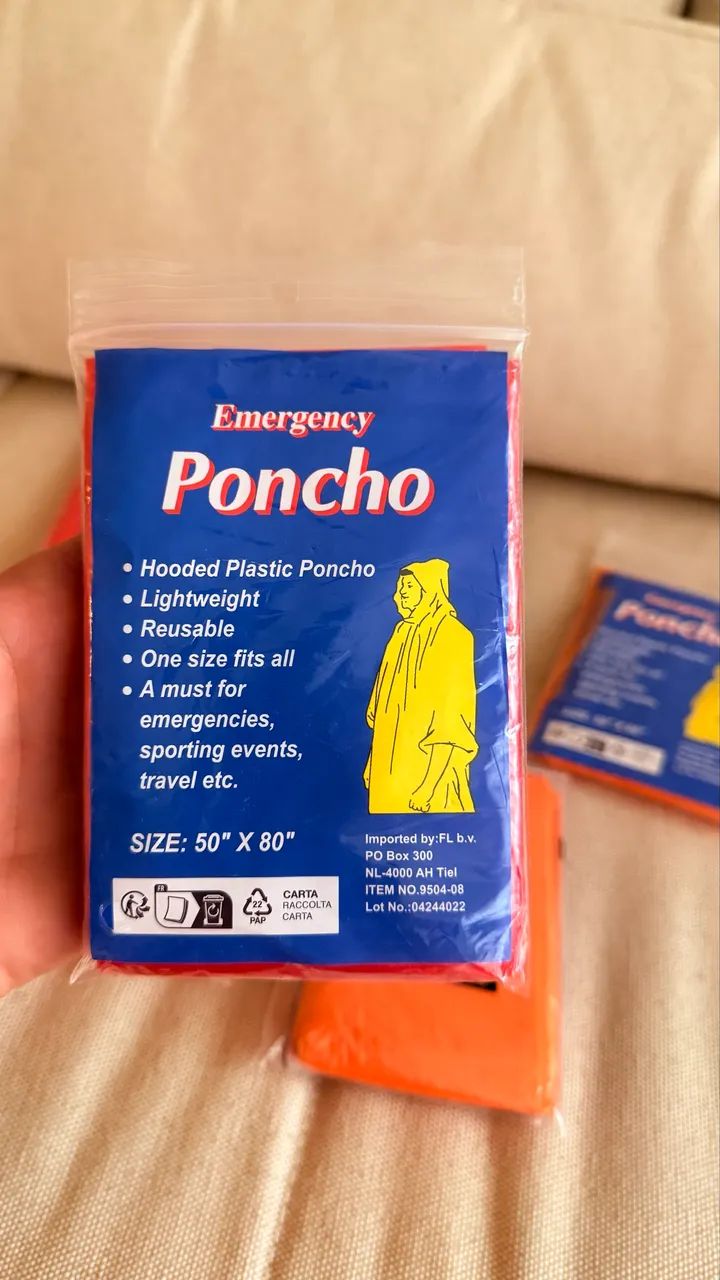 Emergency
Poncho
• Hooded Plastic Poncho
• Lightweight
• Reusable
• One size fits all
• A must for
emergencies,
sporting events,
travel etc.
SIZE: 50" X 80"
Imported by:FL b.v.
PO Box 300
NL-4000 AH Tiel
ITEM NO.9504-08
Lot No.:04244022
FR
22
PAP
CARTA
RACCOLTA
CARTA
Emergency
Poncho